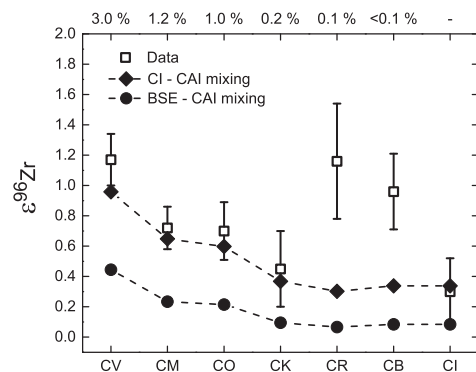 3.0 % 1.2 % 1.0 % 0.2 % 0.1 % <0.1 % -
2.0
1.8
1.6
1.4
1.2
1.0
0.8
0.6
0.4
0.2
0.0
ε⁹⁶Zr
Data
CI - CAI mixing
BSE - CAI mixing
CV CM CO CK CR CB CI